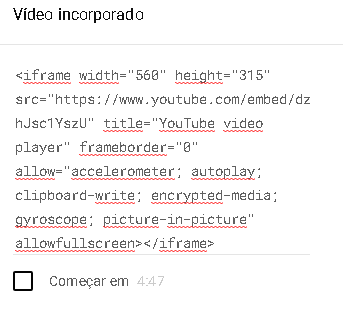 Vídeo incorporado
<iframe width="560" height="315"
src="https://www.youtube.com/embed/dz
hJsc1YszU" title="YouTube video
player" frameborder="0"
allow="accelerometer; autoplay;
clipboard-write; encrypted-media;
gyroscope; picture-in-picture"
allowfullscreen></iframe>
Começar em 4:47